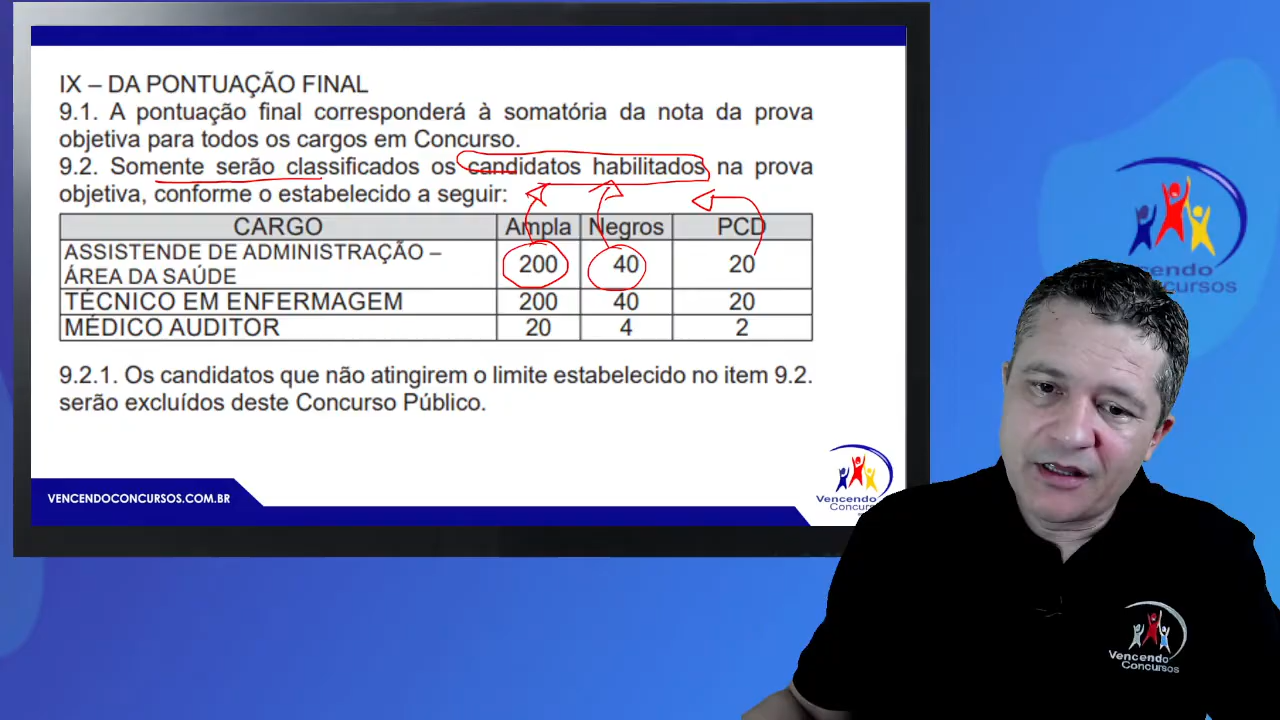 IX – DA PONTUAÇÃO FINAL
9.1. A pontuação final corresponderá à somatória da nota da prova
objetiva para todos os cargos em Concurso.
9.2. Somente serão classificados os candidatos habilitados na prova
objetiva, conforme o estabelecido a seguir:
CARGO Ampla Negros PCD
ASSISTENDE DE ADMINISTRAÇÃO –
ÁREA DA SAÚDE 200 40 20
TÉCNICO EM ENFERMAGEM 200 40 20
MÉDICO AUDITOR 20 4 2
9.2.1. Os candidatos que não atingirem o limite estabelecido no item 9.2.
serão excluídos deste Concurso Público.
VENCENDOCONCURSOS.COM.BR
Vencendo
Vencendo
Concursos